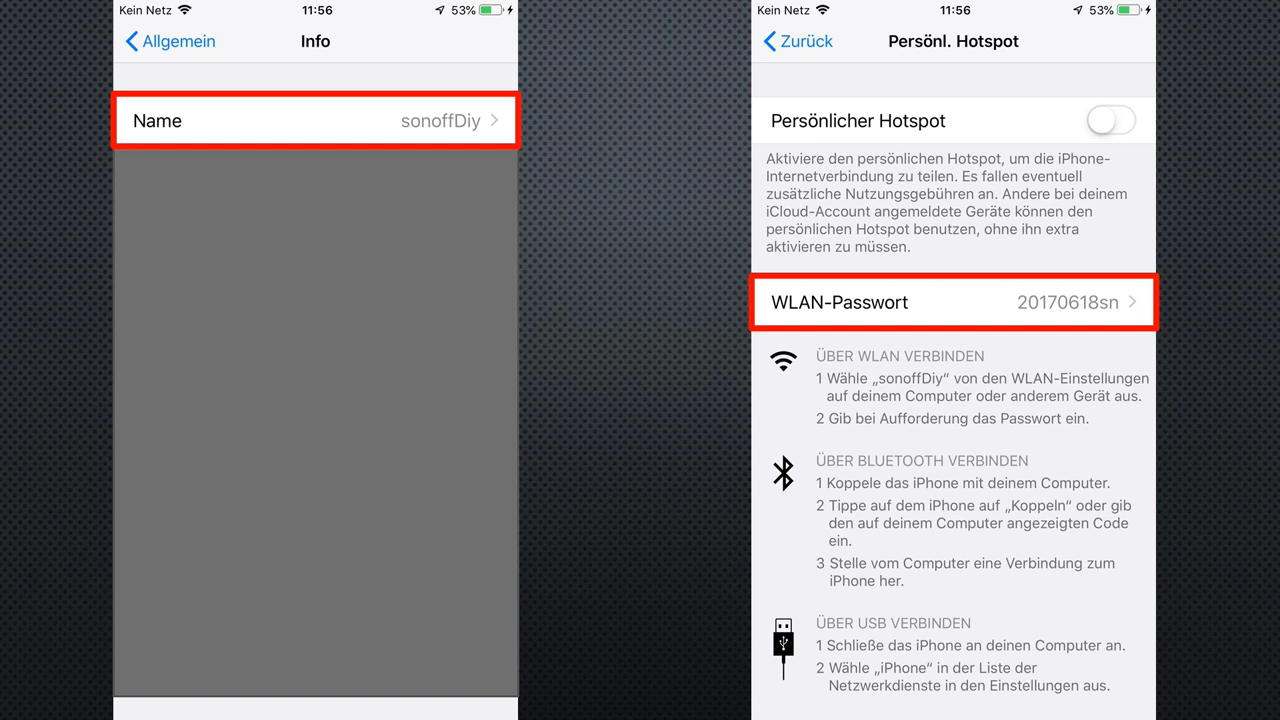 Kein Netz 11:56 53%
Allgemein Info
Name sonoffDiy
Kein Netz 11:56 53%
Zurück Persönl. Hotspot
Persönlicher Hotspot
Aktiviere den persönlichen Hotspot, um die iPhone-
Internetverbindung zu teilen. Es fallen eventuell
zusätzliche Nutzungsgebühren an. Andere bei deinem
iCloud-Account angemeldete Geräte können den
persönlichen Hotspot benutzen, ohne ihn extra
aktivieren zu müssen.
WLAN-Passwort 20170618sn
ÜBER WLAN VERBINDEN
1 Wähle „sonoffDiy“ von den WLAN-Einstellungen
auf deinem Computer oder anderem Gerät aus.
2 Gib bei Aufforderung das Passwort ein.
ÜBER BLUETOOTH VERBINDEN
1 Koppele das iPhone mit deinem Computer.
2 Tippe auf dem iPhone auf „Koppeln“ oder gib
den auf deinem Computer angezeigten Code
ein.
3 Stelle vom Computer eine Verbindung zum
iPhone her.
ÜBER USB VERBINDEN
1 Schließe das iPhone an deinen Computer an.
2 Wähle „iPhone“ in der Liste der
Netzwerkdienste in den Einstellungen aus.